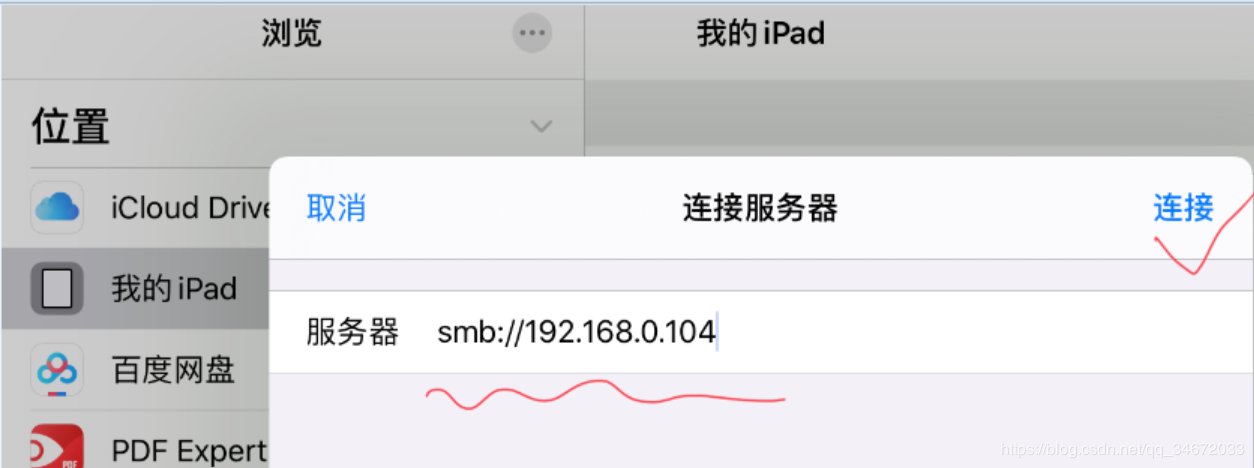 浏览
我的 iPad
位置
iCloud Drive
取消
连接服务器
连接
我的 iPad
服务器 smb://192.168.0.104
百度网盘
PDF Expert
PDF
https://blog.csdn.net/qq_34672033